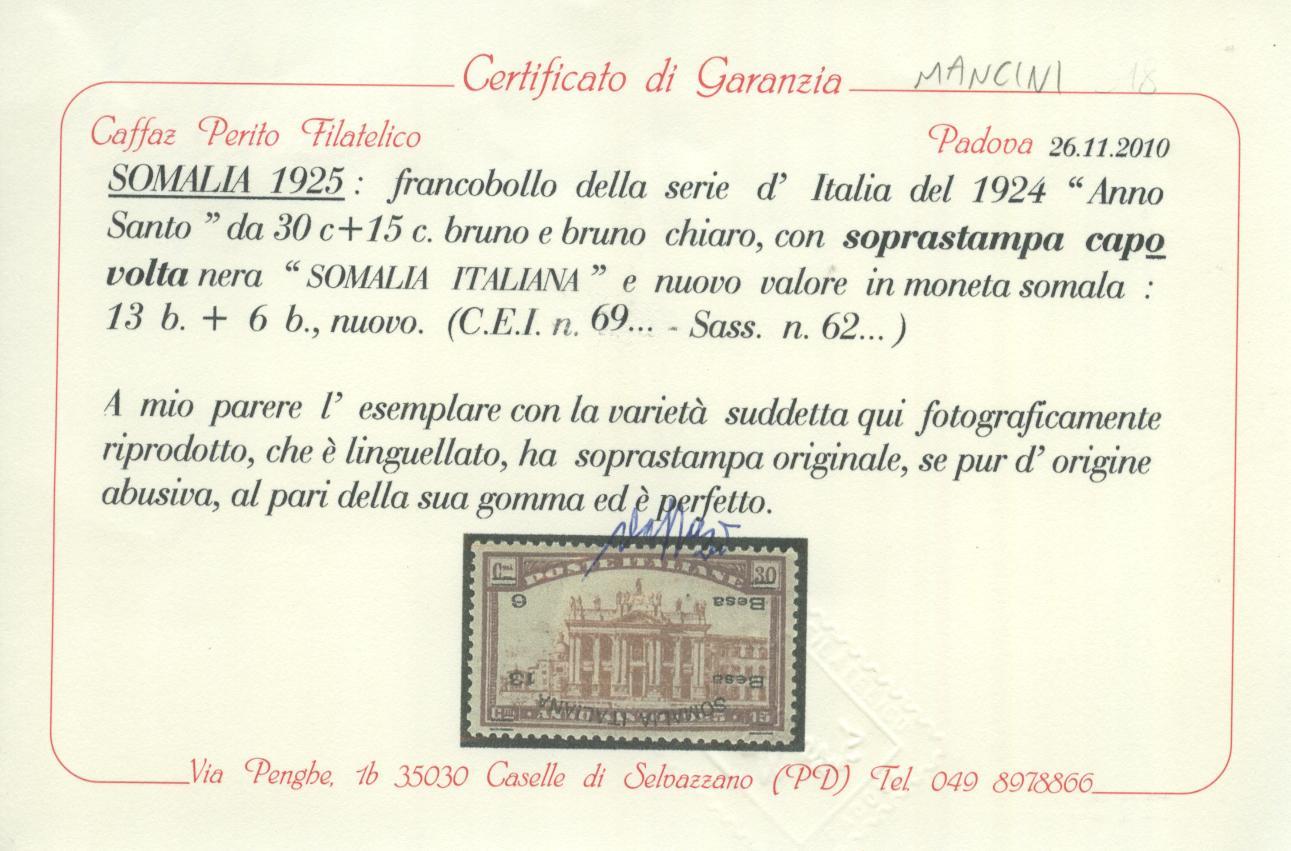 Certificato di Garanzia MANCINI 18
Caffaz Perito Filatelico
Padova 26.11.2010
SOMALIA 1925 : francobollo della serie d' Italia del 1924 “Anno
Santo ” da 30 c+15 c. bruno e bruno chiaro, con soprastampa capo
volta nera “SOMALIA ITALIANA” e nuovo valore in moneta somala :
13 b. + 6 b., nuovo. (C.E.I. n. 69... - Sass. n. 62... )
A mio parere l' esemplare con la varietà suddetta qui fotograficamente
riprodotto, che è linguellato, ha soprastampa originale, se pur d' origine
abusiva, al pari della sua gomma ed è perfetto.
POSTE ITALIANE
30
6 Besa
13 Besa
SOMALIA ITALIANA
15
Via Penghe, 1b 35030 Caselle di Selvazzano (PD) Tel. 049 8978866